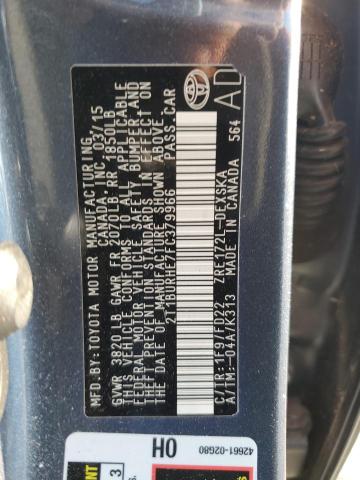 MFD BY: TOYOTA MOTOR MANUFACTURING
CANADA, INC. 03/15
GVWR 3820 LB GAWR FR 2070 RR 1850LB
THIS VEHICLE CONFORMS TO ALL APPLICABLE
FEDERAL MOTOR VEHICLE SAFETY, BUMPER AND
THEFT PREVENTION STANDARDS IN EFFECT ON
THE DATE OF MANUFACTURE SHOWN ABOVE.
2T1BURHE7FC379966 PASS.CAR
C/TR: 1F9/FD22 ZRE172L-DEXSKA
A/TM:-04A/K313 MADE IN CANADA 564
AD
OH
42661-02G80